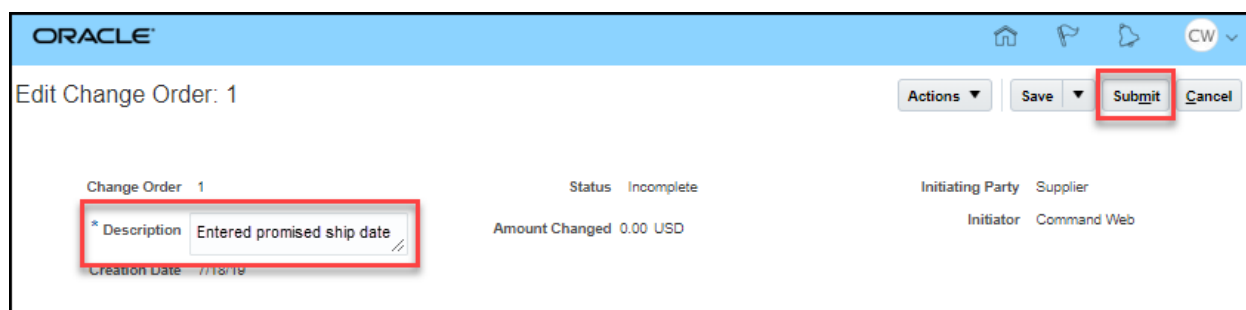 ORACLE
CW
Edit Change Order: 1
Actions Save Submit Cancel
Change Order 1 Status Incomplete Initiating Party Supplier
* Description Entered promised ship date Amount Changed 0.00 USD Initiator Command Web
Creation Date 7/18/19